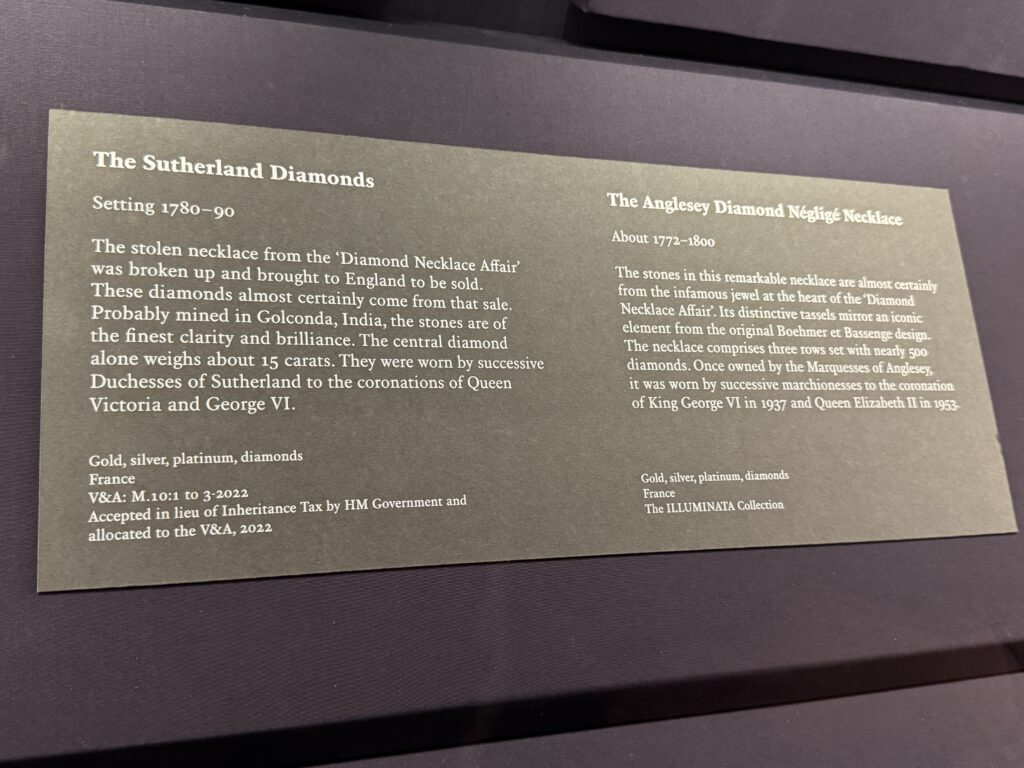 The Sutherland Diamonds
Setting 1780–90
The stolen necklace from the ‘Diamond Necklace Affair’
was broken up and brought to England to be sold.
These diamonds almost certainly come from that sale.
Probably mined in Golconda, India, the stones are of
the finest clarity and brilliance. The central diamond
alone weighs about 15 carats. They were worn by successive
Duchesses of Sutherland to the coronations of Queen
Victoria and George VI.
Gold, silver, platinum, diamonds
France
V&A: M.10:1 to 3-2022
Accepted in lieu of Inheritance Tax by HM Government and
allocated to the V&A, 2022
The Anglesey Diamond Négligé Necklace
About 1772–1800
The stones in this remarkable necklace are almost certainly
from the infamous jewel at the heart of the ‘Diamond
Necklace Affair’. Its distinctive tassels mirror an iconic
element from the original Boehmer et Bassenge design.
The necklace comprises three rows set with nearly 500
diamonds. Once owned by the Marquesses of Anglesey,
it was worn by successive marchionesses to the coronation
of King George VI in 1937 and Queen Elizabeth II in 1953.
Gold, silver, platinum, diamonds
France
The ILLUMINATA Collection